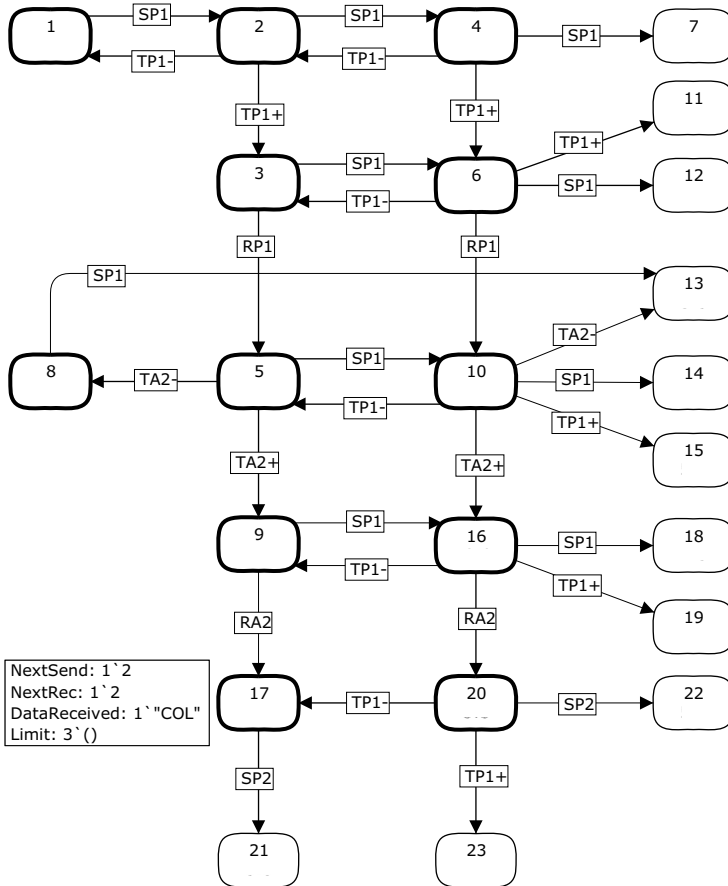 1
SP1
2
SP1
4
SP1
7
TP1-
TP1-
11
TP1+
TP1+
TP1+
3
SP1
6
SP1
12
TP1-
RP1
RP1
SP1
13
8
TA2-
5
SP1
10
TA2-
SP1
14
TP1-
TP1+
15
TA2+
TA2+
9
SP1
16
SP1
18
TP1-
TP1+
19
RA2
RA2
NextSend: 1`2
NextRec: 1`2
DataReceived: 1`"COL"
Limit: 3`()
17
TP1-
20
SP2
22
SP2
TP1+
21
23